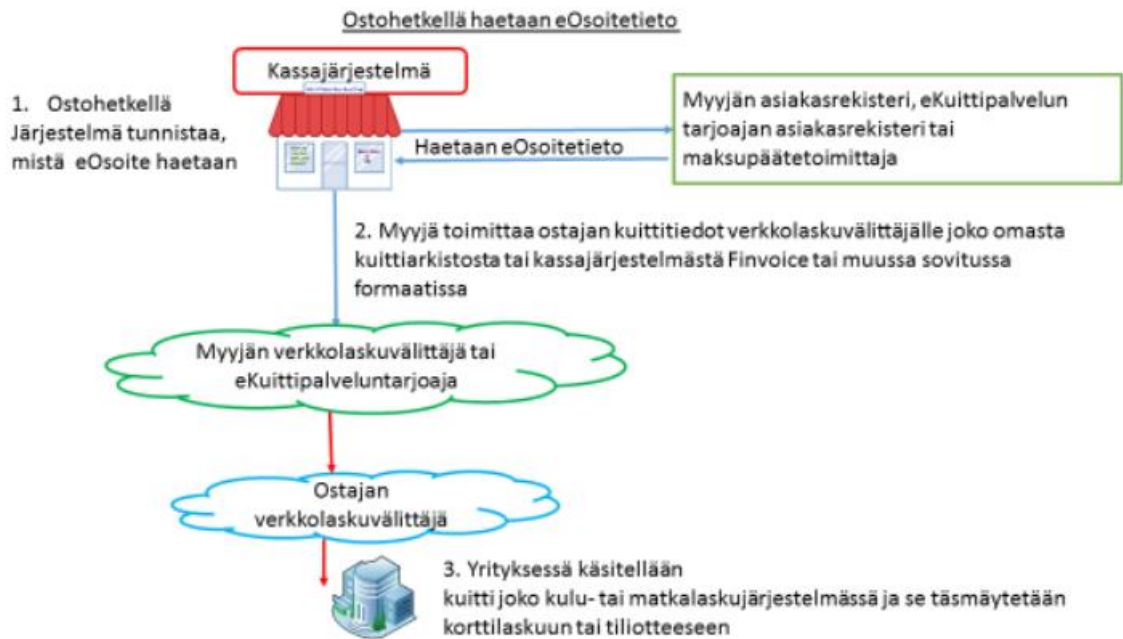 Ostohetkellä haetaan eOsoitetieto
Kassajärjestelmä
1. Ostohetkellä
Järjestelmä tunnistaa,
mistä eOsoite haetaan
Haetaan eOsoitetieto
Myyjän asiakasrekisteri, eKuittipalvelun
tarjoajan asiakasrekisteri tai
maksupäätetoimittaja
2. Myyjä toimittaa ostajan kuittitiedot verkkolaskuvälittäjälle joko omasta
kuittiarkistosta tai kassajärjestelmästä Finvoice tai muussa sovitussa
formaatissa
Myyjän verkkolaskuvälittäjä tai
eKuittipalveluntarjoaja
Ostajan
verkkolaskuvälittäjä
3. Yrityksessä käsitellään
kuitti joko kulu- tai matkalaskujärjestelmässä ja se täsmäytetään
korttilaskuun tai tiliotteeseen